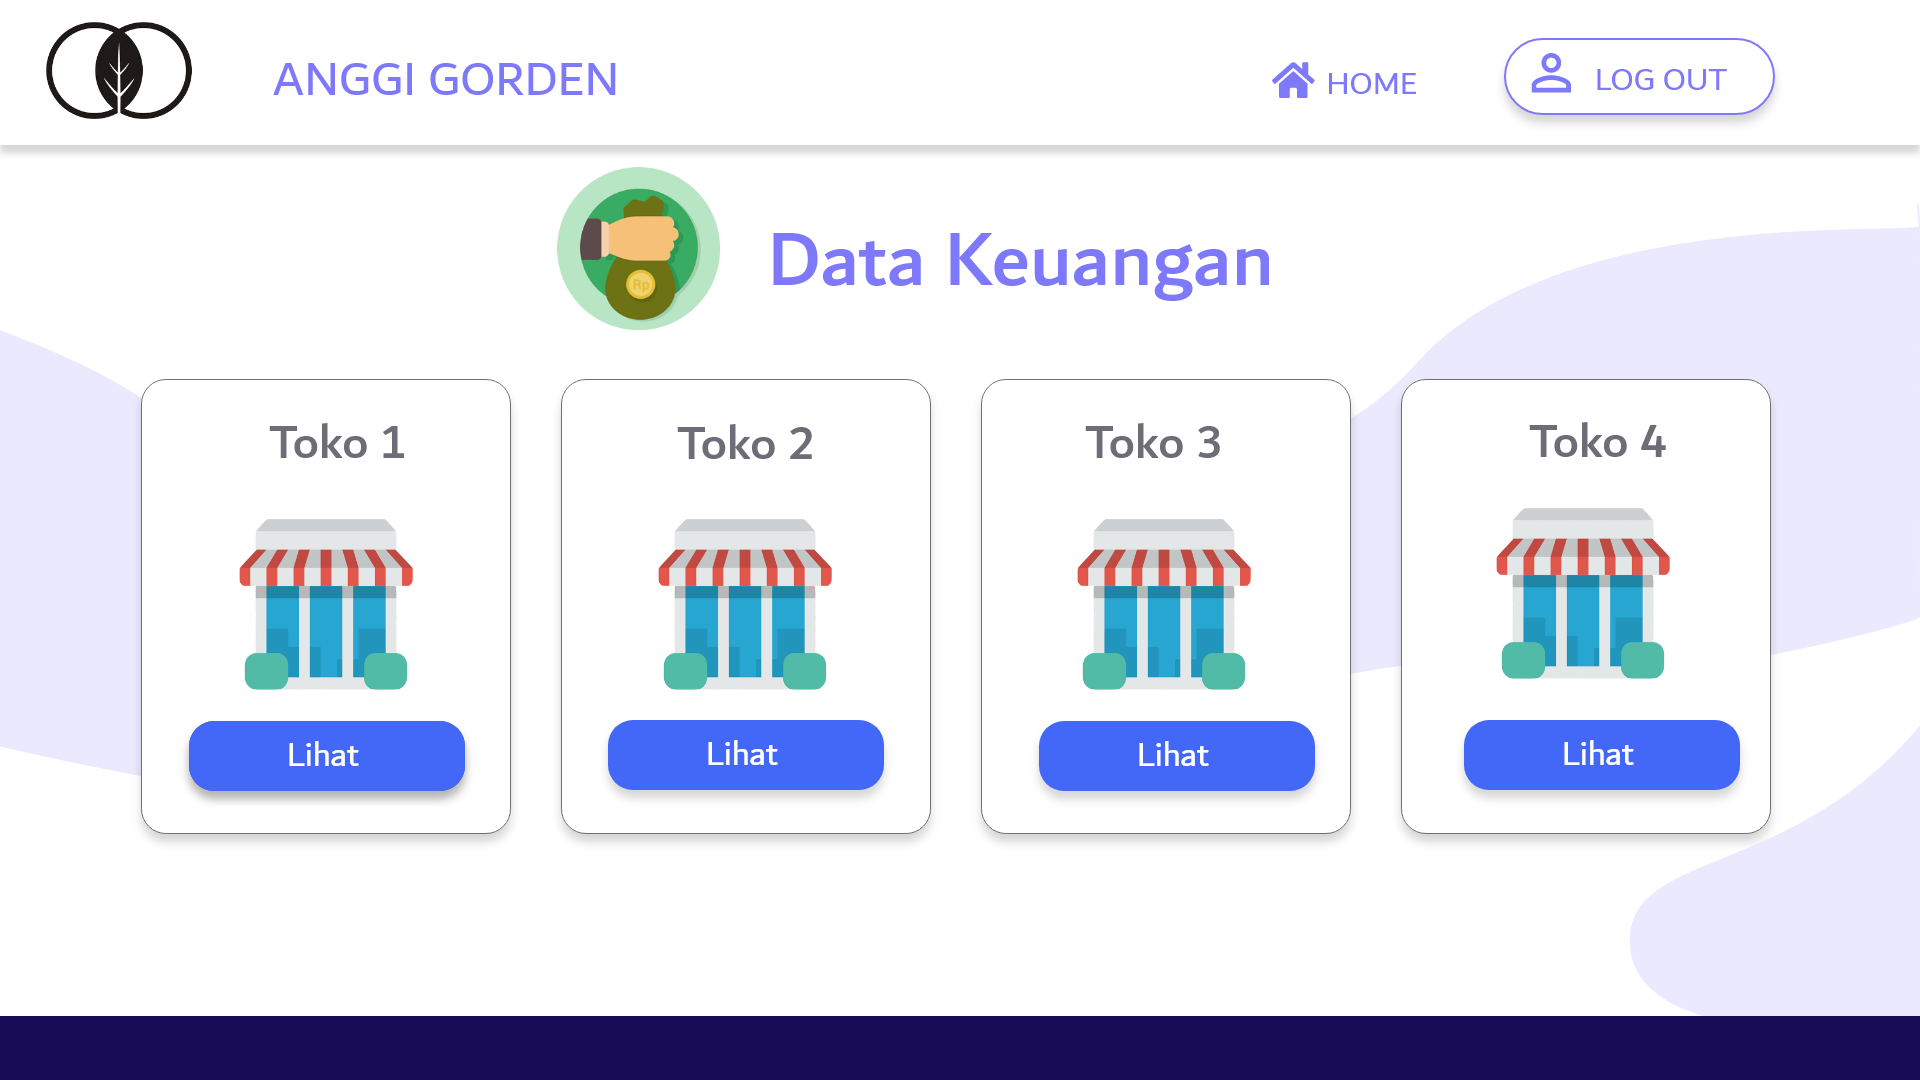 ANGGI GORDEN
HOME
LOG OUT
Rp
Data Keuangan
Toko 1
Toko 2
Toko 3
Toko 4
Lihat
Lihat
Lihat
Lihat